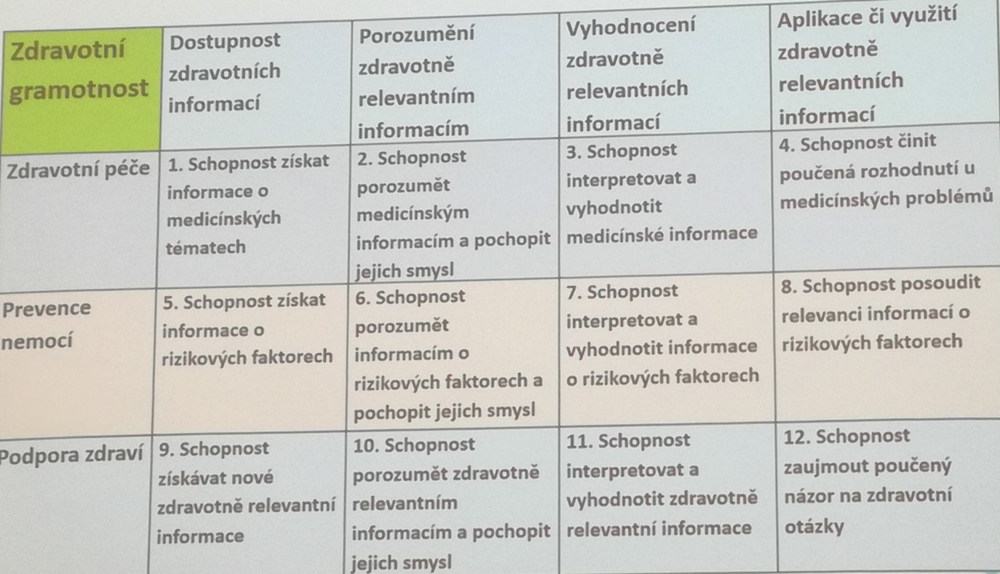 Zdravotní
gramotnost
Dostupnost
zdravotních
informací
Porozumění
zdravotně
relevantním
informacím
Vyhodnocení
zdravotně
relevantních
informací
Aplikace či využití
zdravotně
relevantních
informací
Zdravotní péče
1. Schopnost získat
informace o
medicínských
tématech
2. Schopnost
porozumět
medicínským
informacím a pochopit
jejich smysl
3. Schopnost
interpretovat a
vyhodnotit
medicínské informace
4. Schopnost činit
poučená rozhodnutí u
medicínských problémů
Prevence
nemocí
5. Schopnost získat
informace o
rizikových faktorech
6. Schopnost
porozumět
informacím o
rizikových faktorech a
pochopit jejich smysl
7. Schopnost
interpretovat a
vyhodnotit informace
o rizikových faktorech
8. Schopnost posoudit
relevanci informací o
rizikových faktorech
Podpora zdraví
9. Schopnost
získávat nové
zdravotně relevantní
informace
10. Schopnost
porozumět zdravotně
relevantním
informacím a pochopit
jejich smysl
11. Schopnost
interpretovat a
vyhodnotit zdravotně
relevantní informace
12. Schopnost
zaujmout poučený
názor na zdravotní
otázky